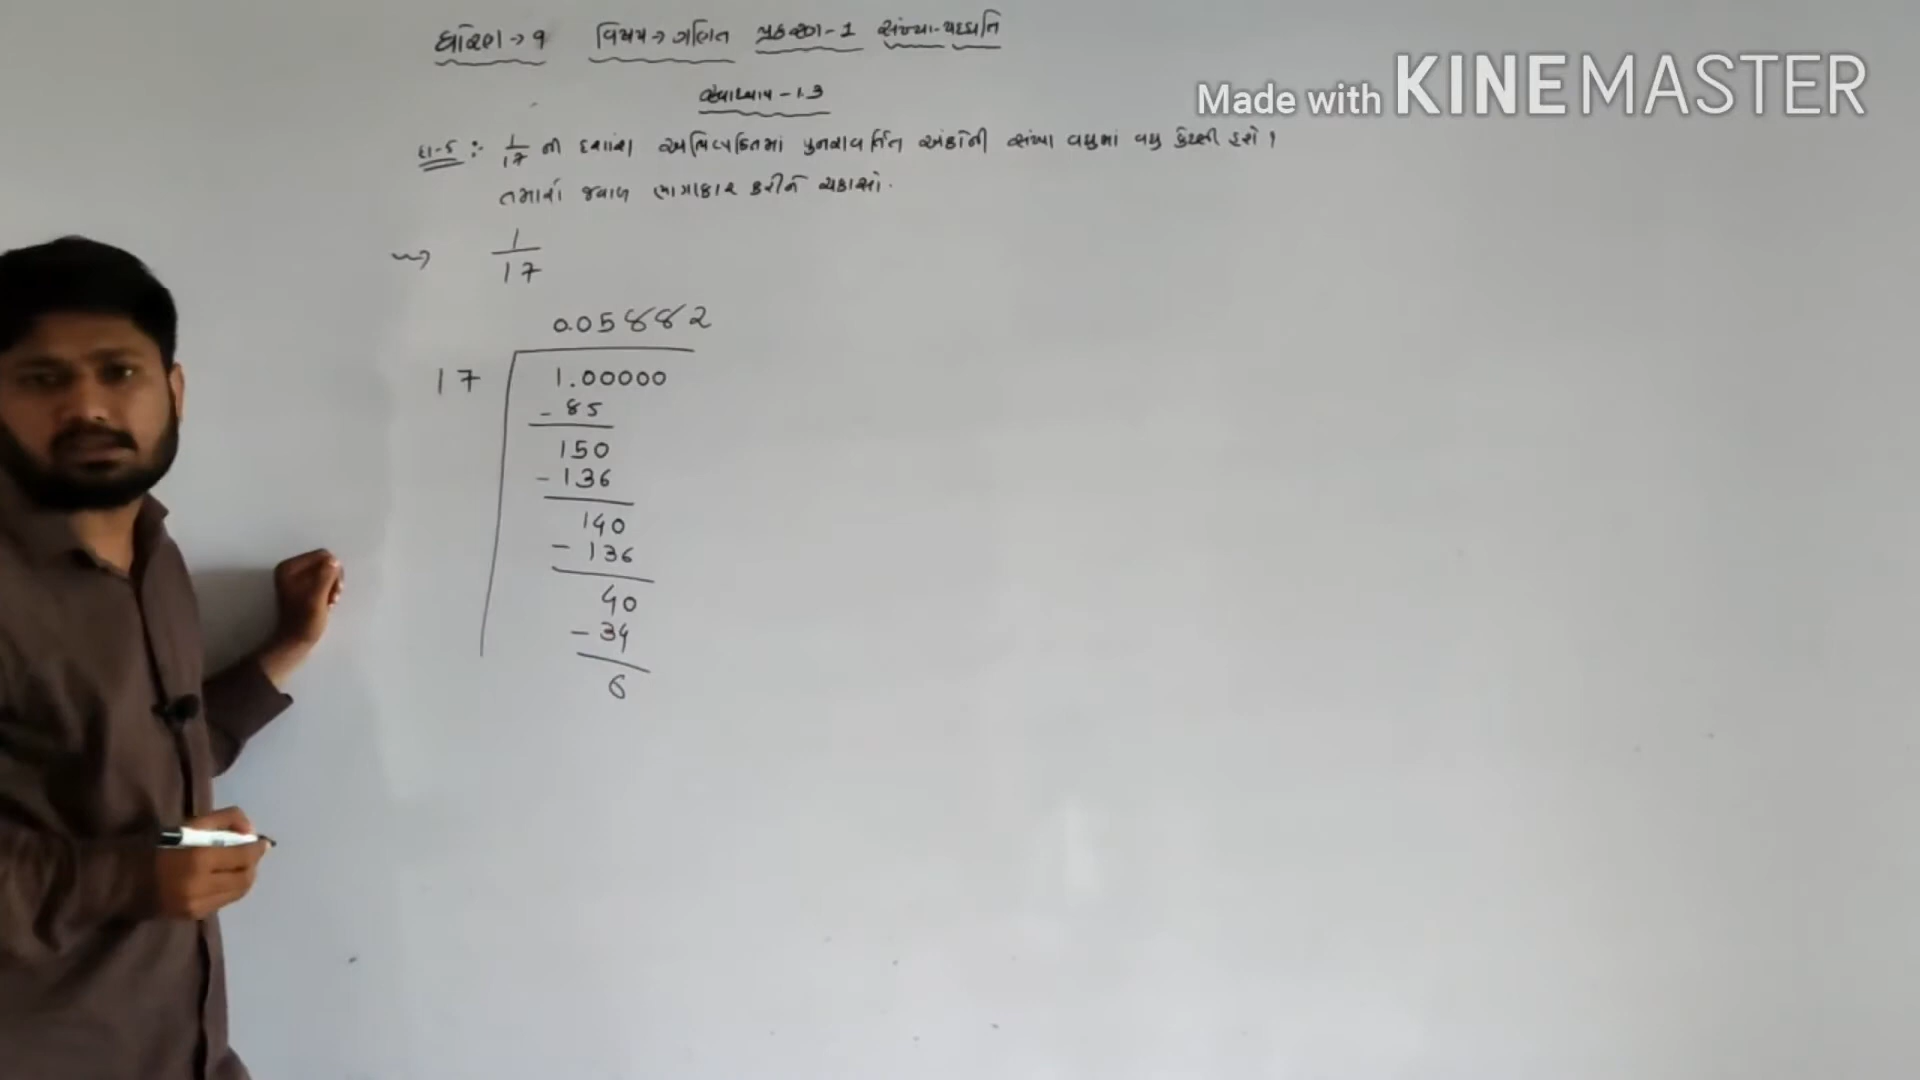 ધોરણ → ૧ વિષય → ગણિત પ્રકરણ - 1 સંખ્યા-પદ્ધતિ
Made with KINEMASTER
સ્વાધ્યાય - 1.3
દા-5 :- 1/17 ની દશાંશ અભિવ્યક્તિમાં પુનરાવર્તિત અંકોની સંખ્યા વધુમાં વધુ કેટલી હશે ?
તમારો જવાબ ભાગાકાર કરીને ચકાસો.
⇝ 1/17
0.05882
17 1.00000
- 85
150
- 136
140
- 136
40
- 34
6